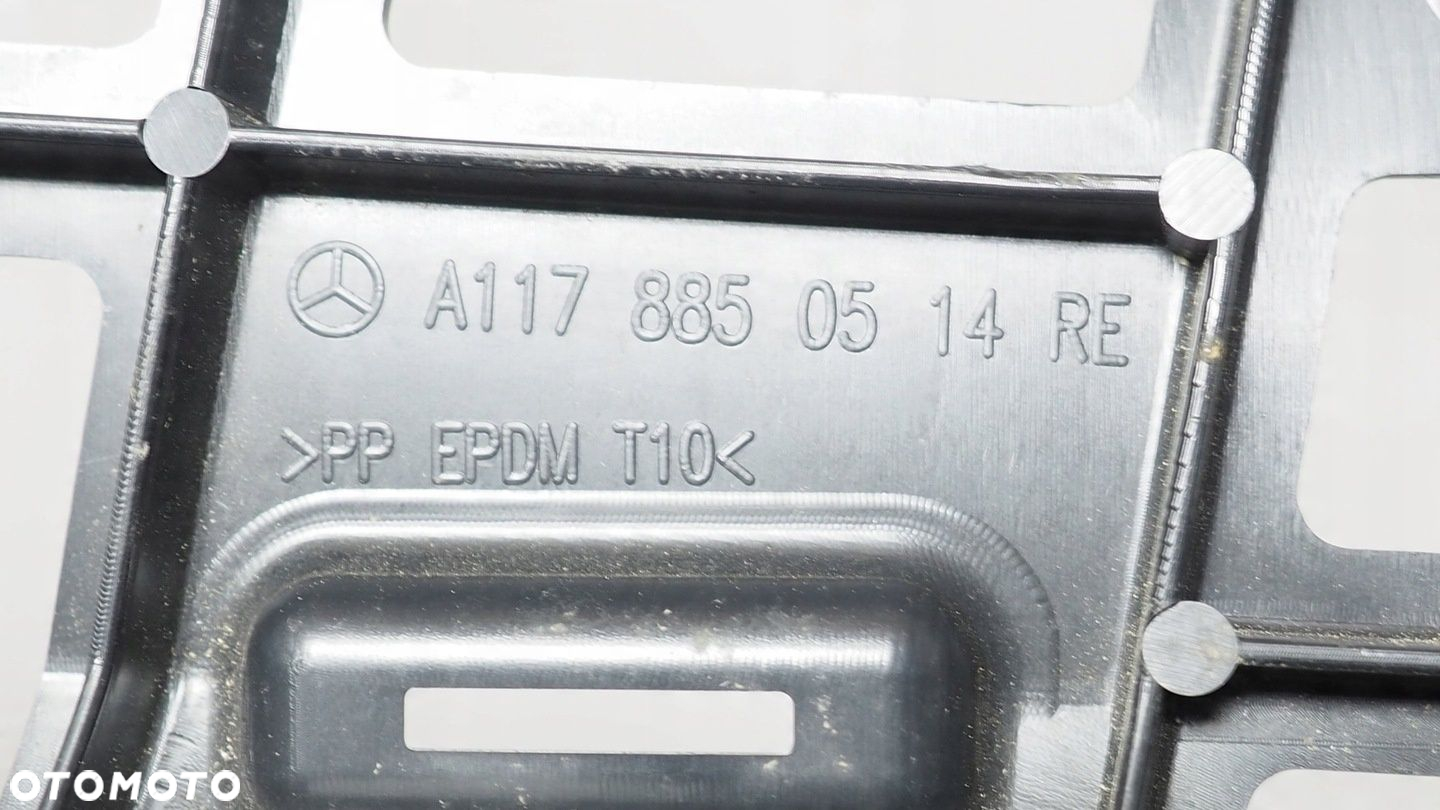 A117 885 05 14 RE
>PP EPDM T10<
OTOMOTO